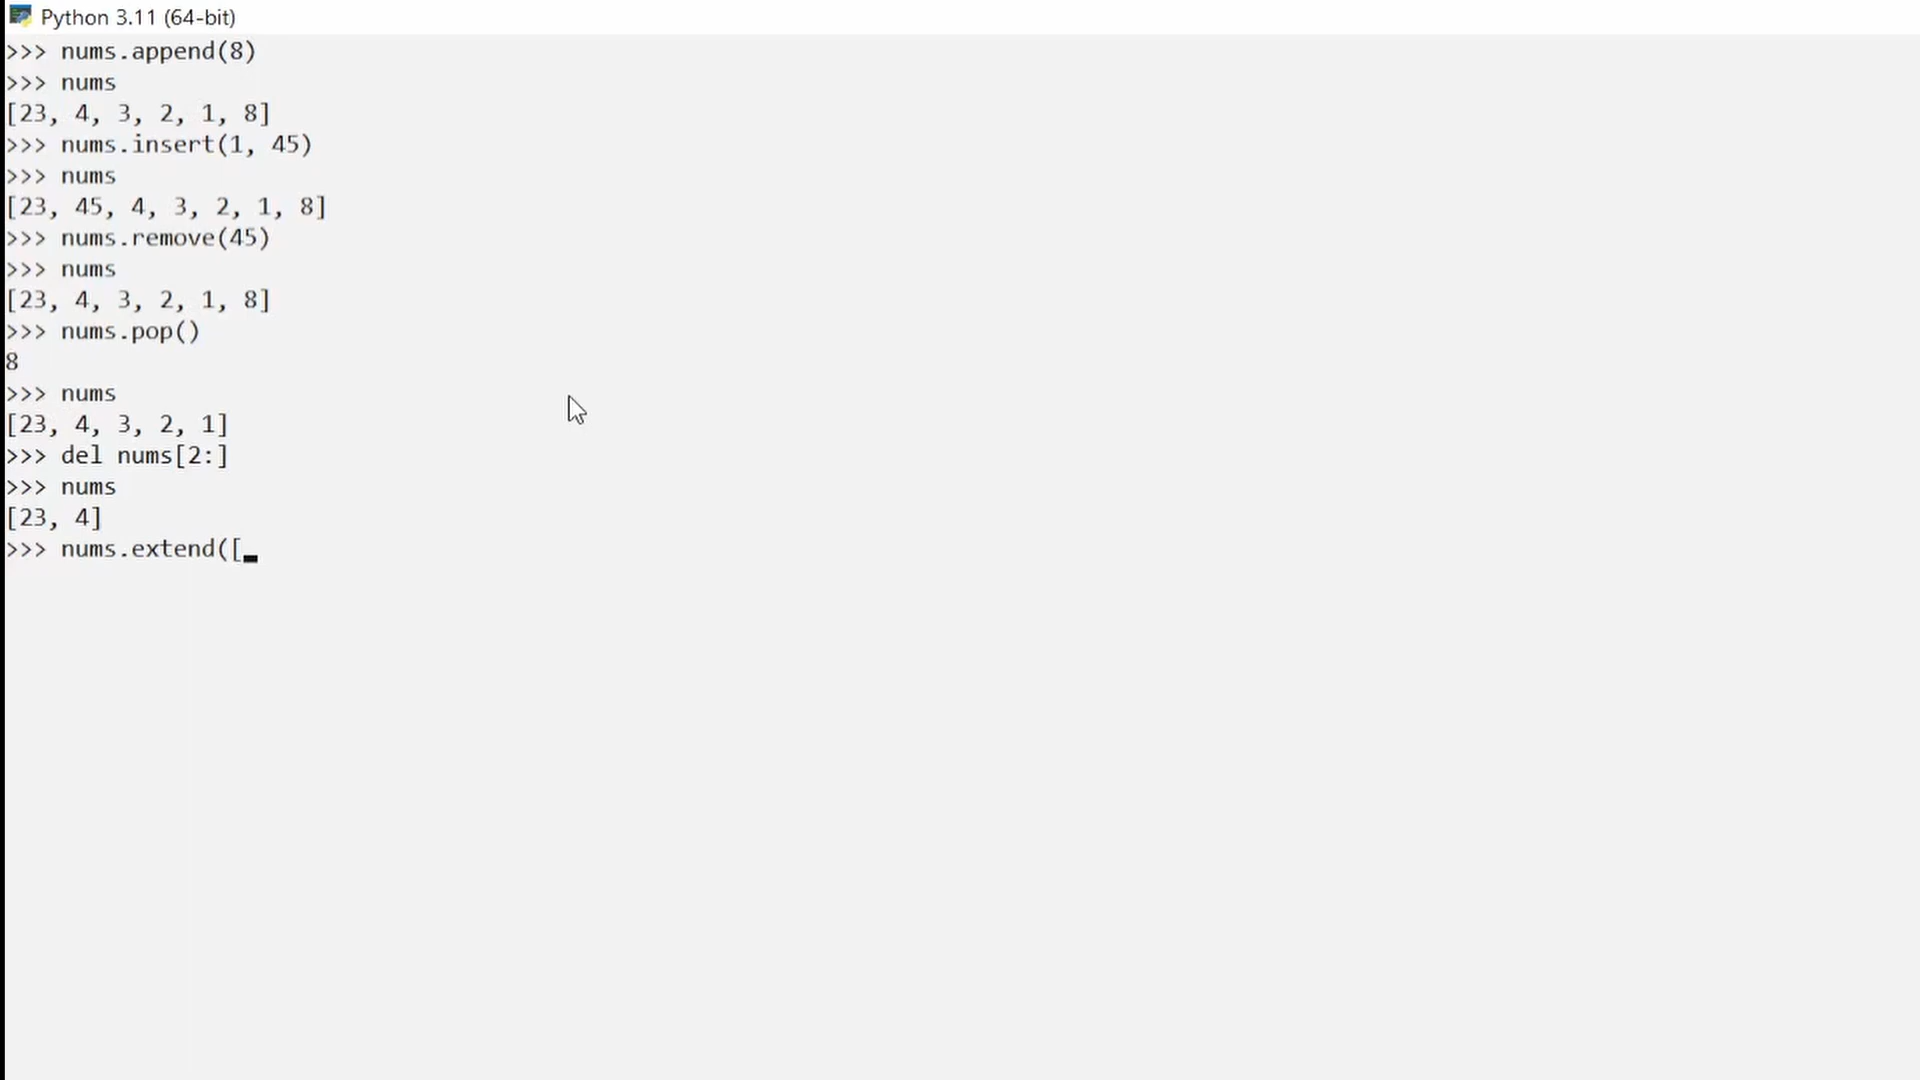 Python 3.11 (64-bit)
>>> nums.append(8)
>>> nums
[23, 4, 3, 2, 1, 8]
>>> nums.insert(1, 45)
>>> nums
[23, 45, 4, 3, 2, 1, 8]
>>> nums.remove(45)
>>> nums
[23, 4, 3, 2, 1, 8]
>>> nums.pop()
8
>>> nums
[23, 4, 3, 2, 1]
>>> del nums[2:]
>>> nums
[23, 4]
>>> nums.extend([